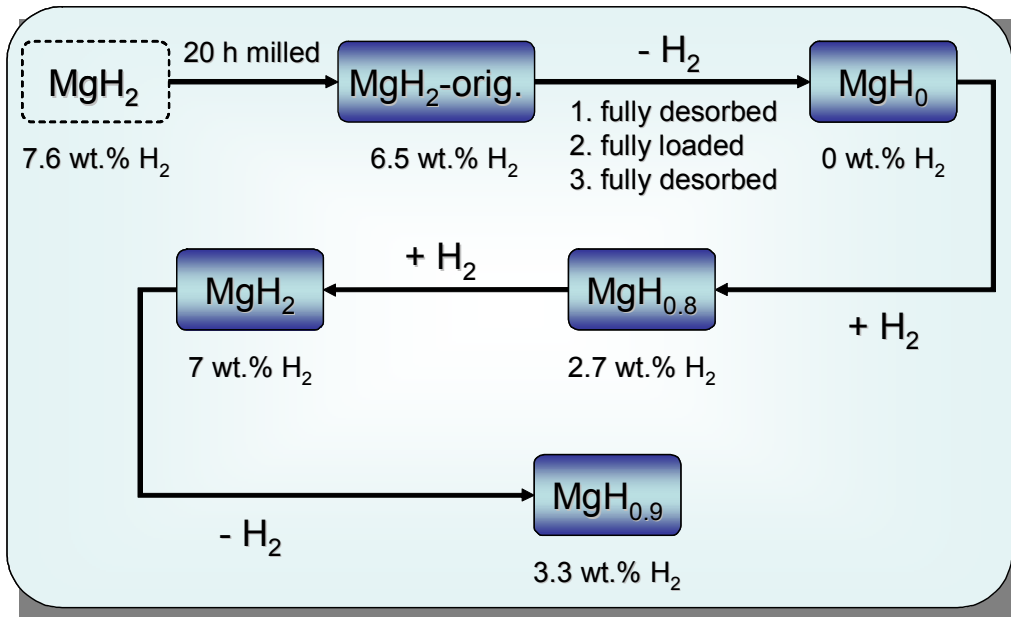 MgH₂
20 h milled
MgH₂-orig.
- H₂
MgH₀
1. fully desorbed
2. fully loaded
3. fully desorbed
7.6 wt.% H₂
6.5 wt.% H₂
0 wt.% H₂
+ H₂
MgH₂
MgH₀.₈
+ H₂
7 wt.% H₂
2.7 wt.% H₂
MgH₀.₉
- H₂
3.3 wt.% H₂